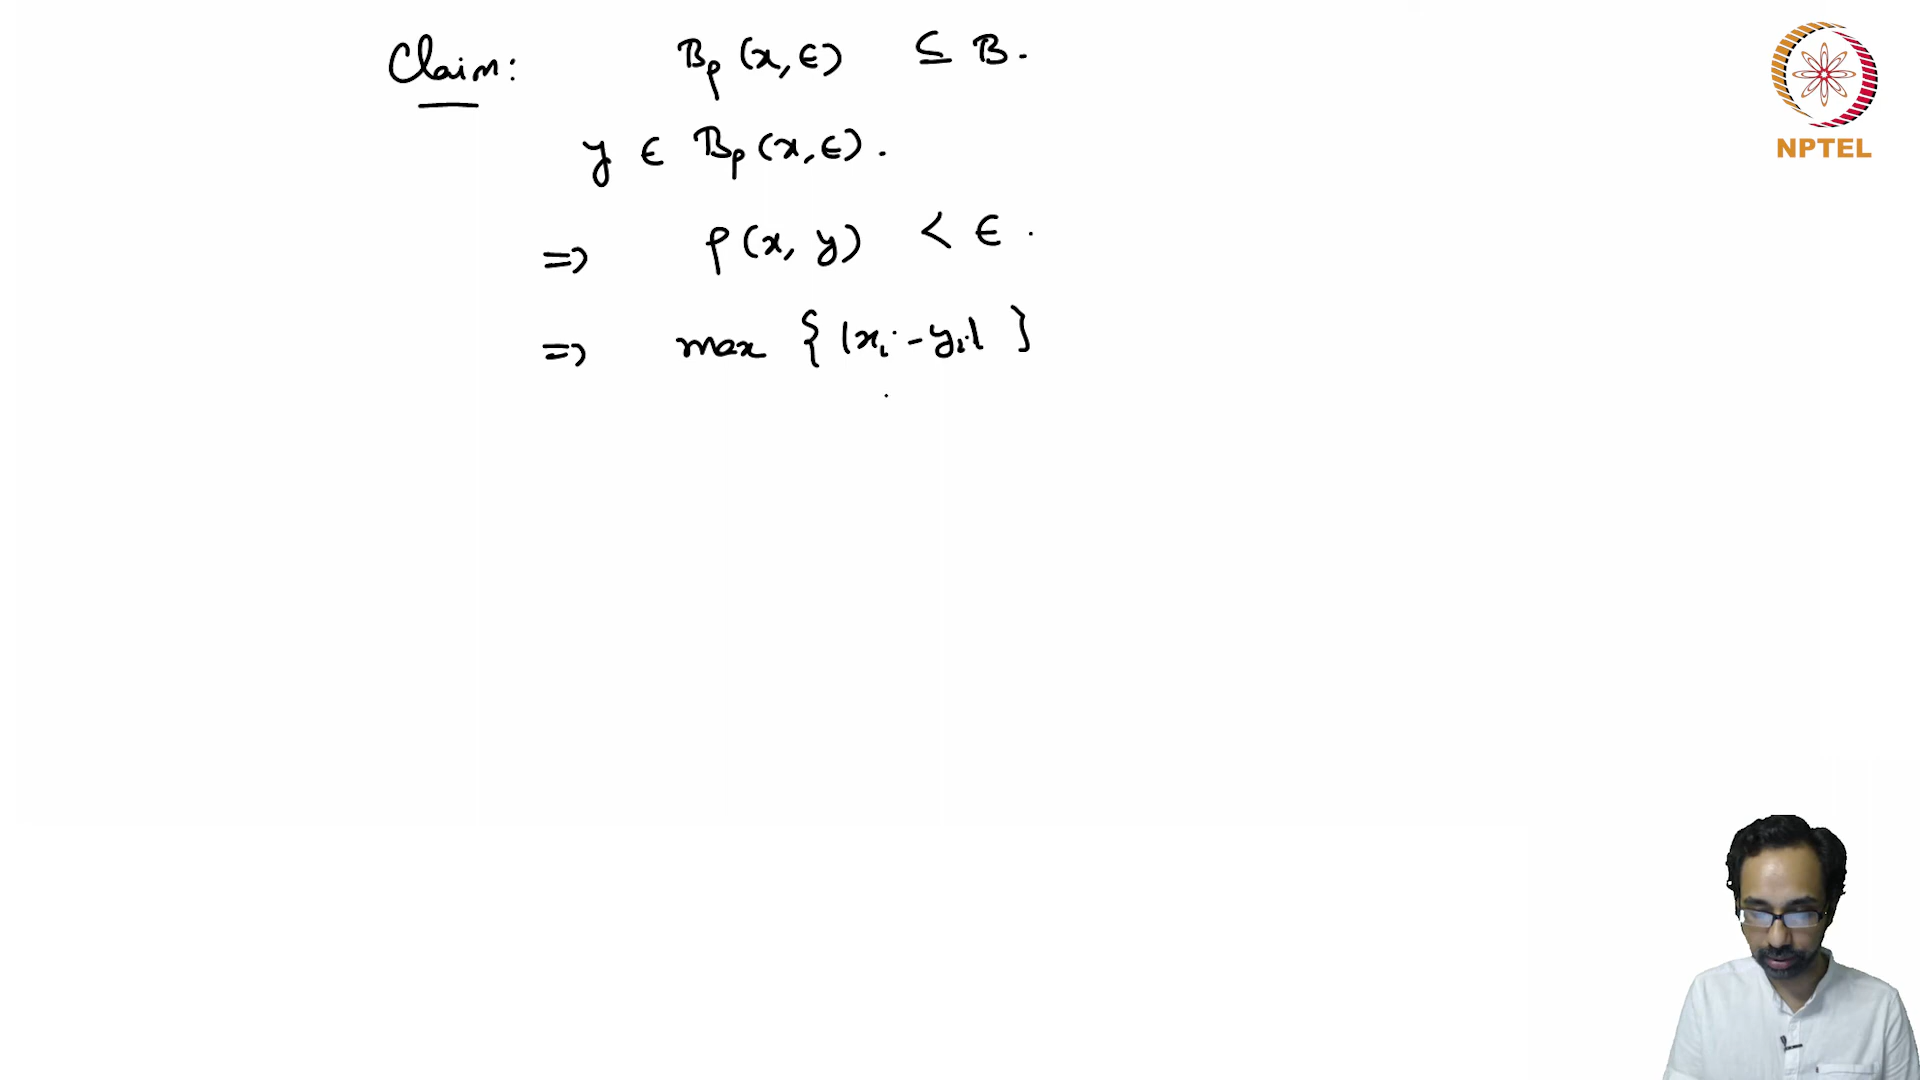 Claim: B_ρ (x, ϵ) ⊆ B.
y ϵ B_ρ (x, ϵ).
=> ρ (x, y) < ϵ.
=> max { |x_i - y_i| }
NPTEL